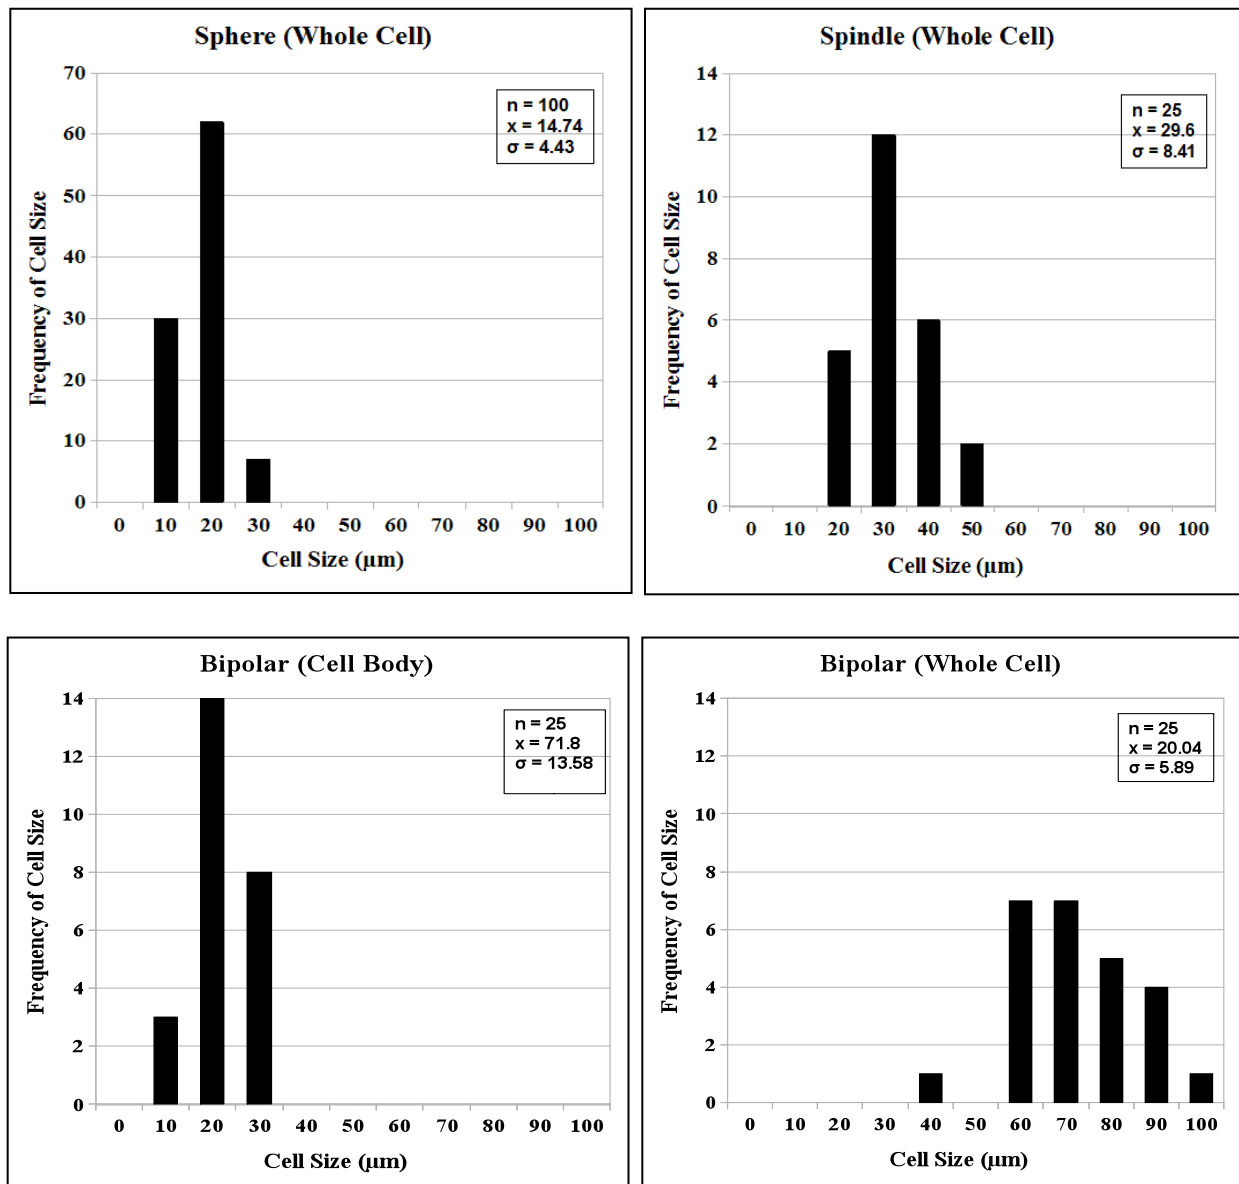 Sphere (Whole Cell)
70
60
50
40
30
20
10
0
Frequency of Cell Size
n = 100
x = 14.74
σ = 4.43
0 10 20 30 40 50 60 70 80 90 100
Cell Size (µm)
Spindle (Whole Cell)
14
12
10
8
6
4
2
0
Frequency of Cell Size
n = 25
x = 29.6
σ = 8.41
0 10 20 30 40 50 60 70 80 90 100
Cell Size (µm)
Bipolar (Cell Body)
14
12
10
8
6
4
2
0
Frequency of Cell Size
n = 25
x = 71.8
σ = 13.58
0 10 20 30 40 50 60 70 80 90 100
Cell Size (µm)
Bipolar (Whole Cell)
14
12
10
8
6
4
2
0
Frequency of Cell Size
n = 25
x = 20.04
σ = 5.89
0 10 20 30 40 50 60 70 80 90 100
Cell Size (µm)